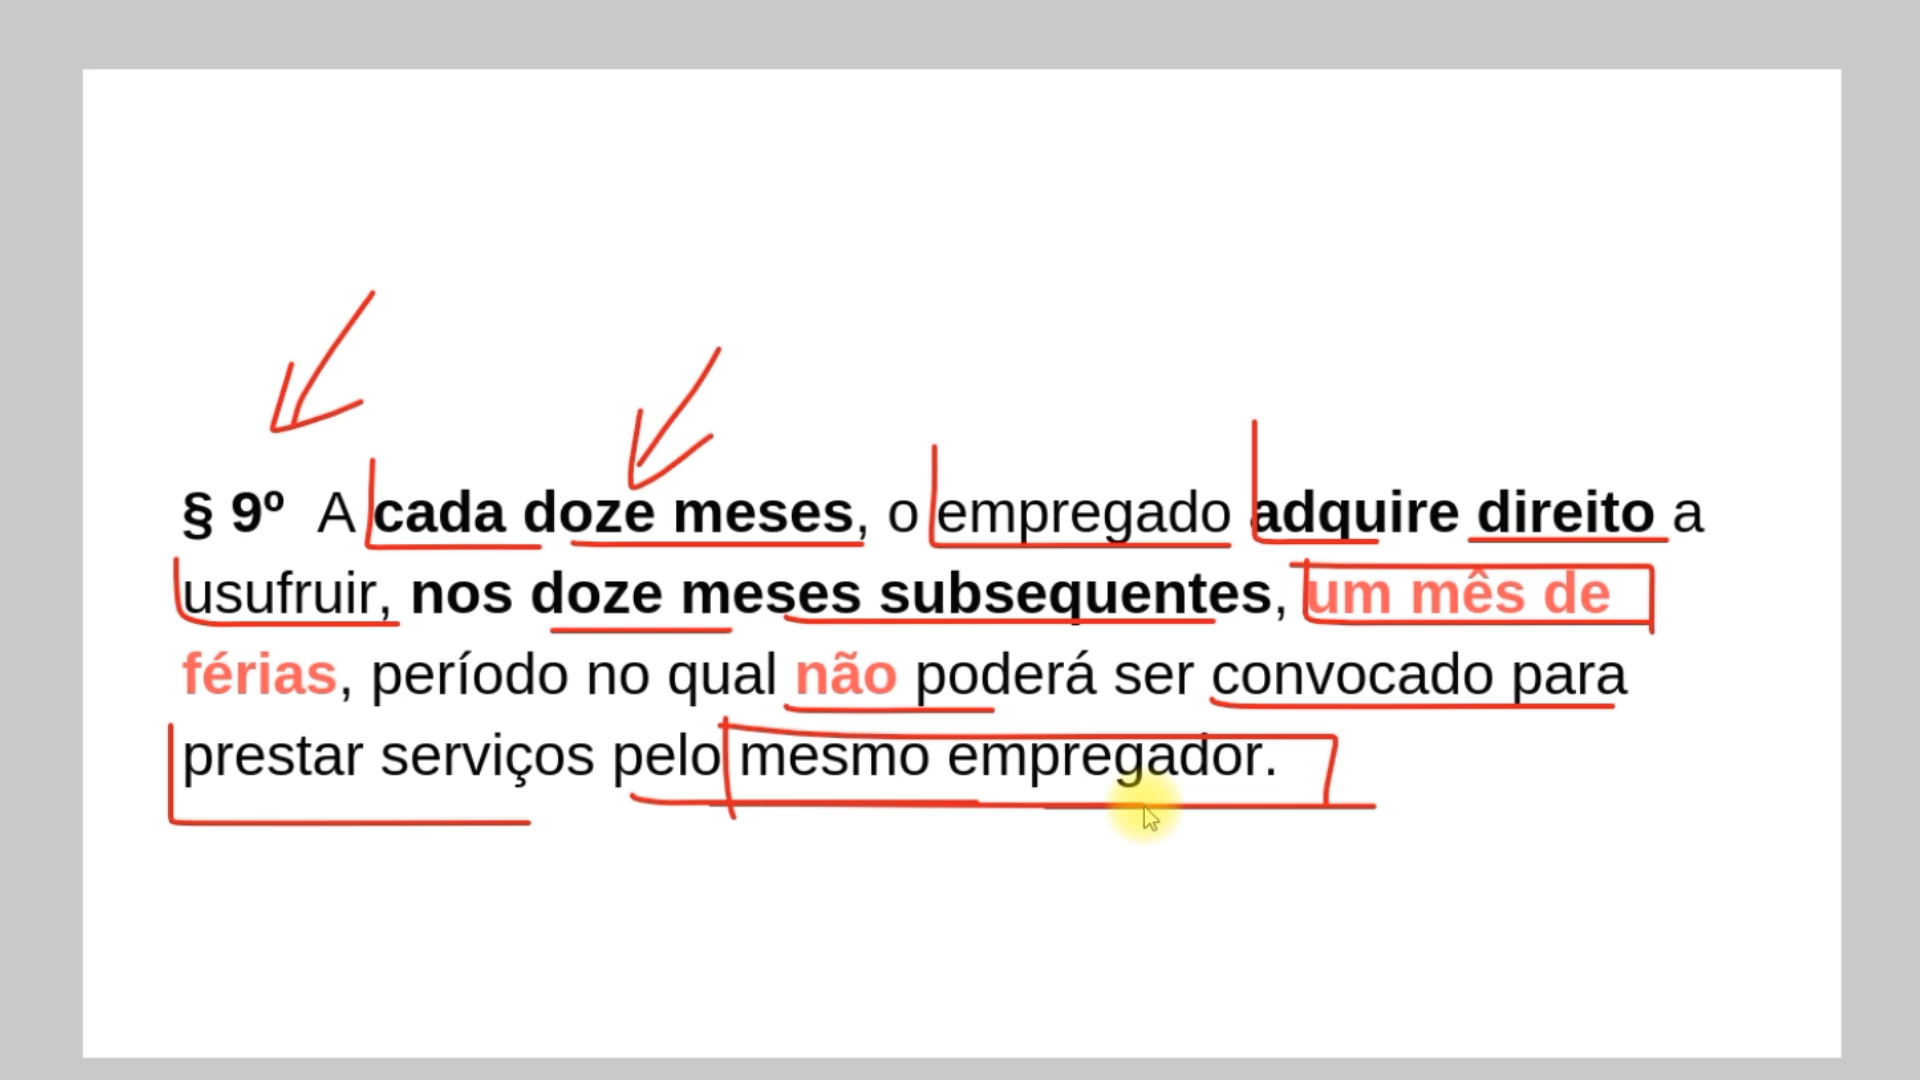 § 9º  A cada doze meses, o empregado adquire direito a
usufruir, nos doze meses subsequentes, um mês de
férias, período no qual não poderá ser convocado para
prestar serviços pelo mesmo empregador.